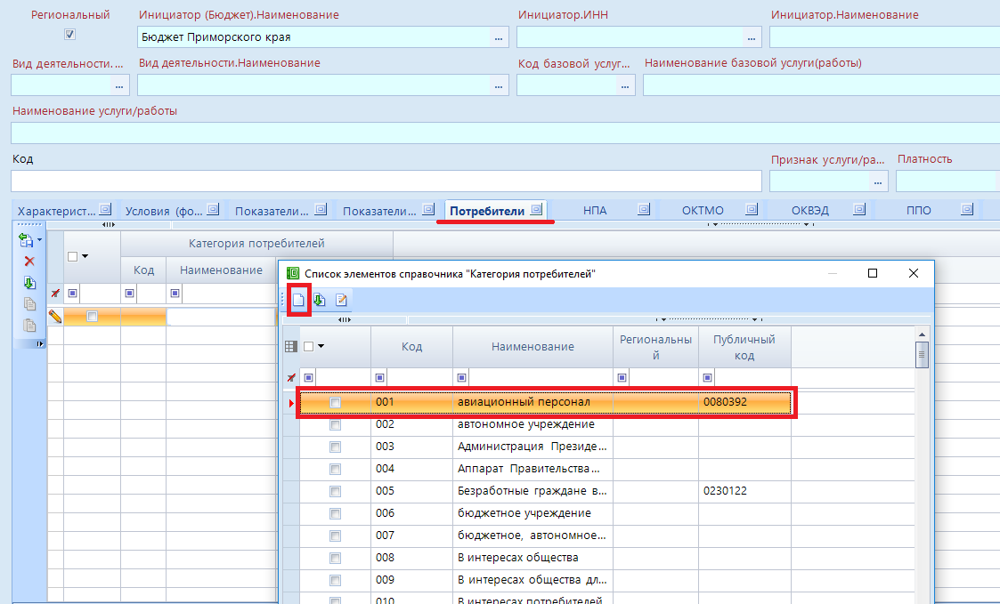 Региональный
Инициатор (Бюджет).Наименование
Инициатор.ИНН
Инициатор.Наименование
Бюджет Приморского края
...
...
Вид деятельности....
Вид деятельности.Наименование
Код базовой услуг...
Наименование базовой услуги(работы)
...
...
...
Наименование услуги/работы
Код
Признак услуги/ра...
Платность
...
Характерист...
Условия (фо...
Показатели...
Показатели...
Потребители
НПА
ОКТМО
ОКВЭД
ППО
Категория потребителей
Код
Наименование
Список элементов справочника "Категория потребителей"
Код
Наименование
Региональны
й
Публичный
код
001 авиационный персонал 0080392
002 автономное учреждение
003 Администрация Президе...
004 Аппарат Правительства...
005 Безработные граждане в... 0230122
006 бюджетное учреждение
007 бюджетное, автономное...
008 В интересах общества
009 В интересах общества дл...
010 В интересах потребителей